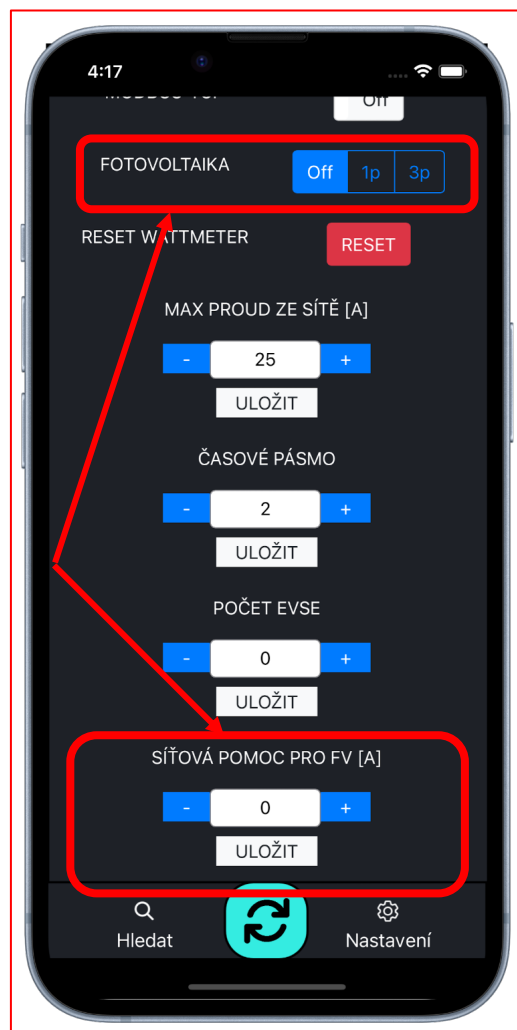 4:17
Off
FOTOVOLTAIKA Off 1p 3p
RESET WATTMETER RESET
MAX PROUD ZE SÍTĚ [A]
- 25 +
ULOŽIT
ČASOVÉ PÁSMO
- 2 +
ULOŽIT
POČET EVSE
- 0 +
ULOŽIT
SÍŤOVÁ POMOC PRO FV [A]
- 0 +
ULOŽIT
Hledat Nastavení